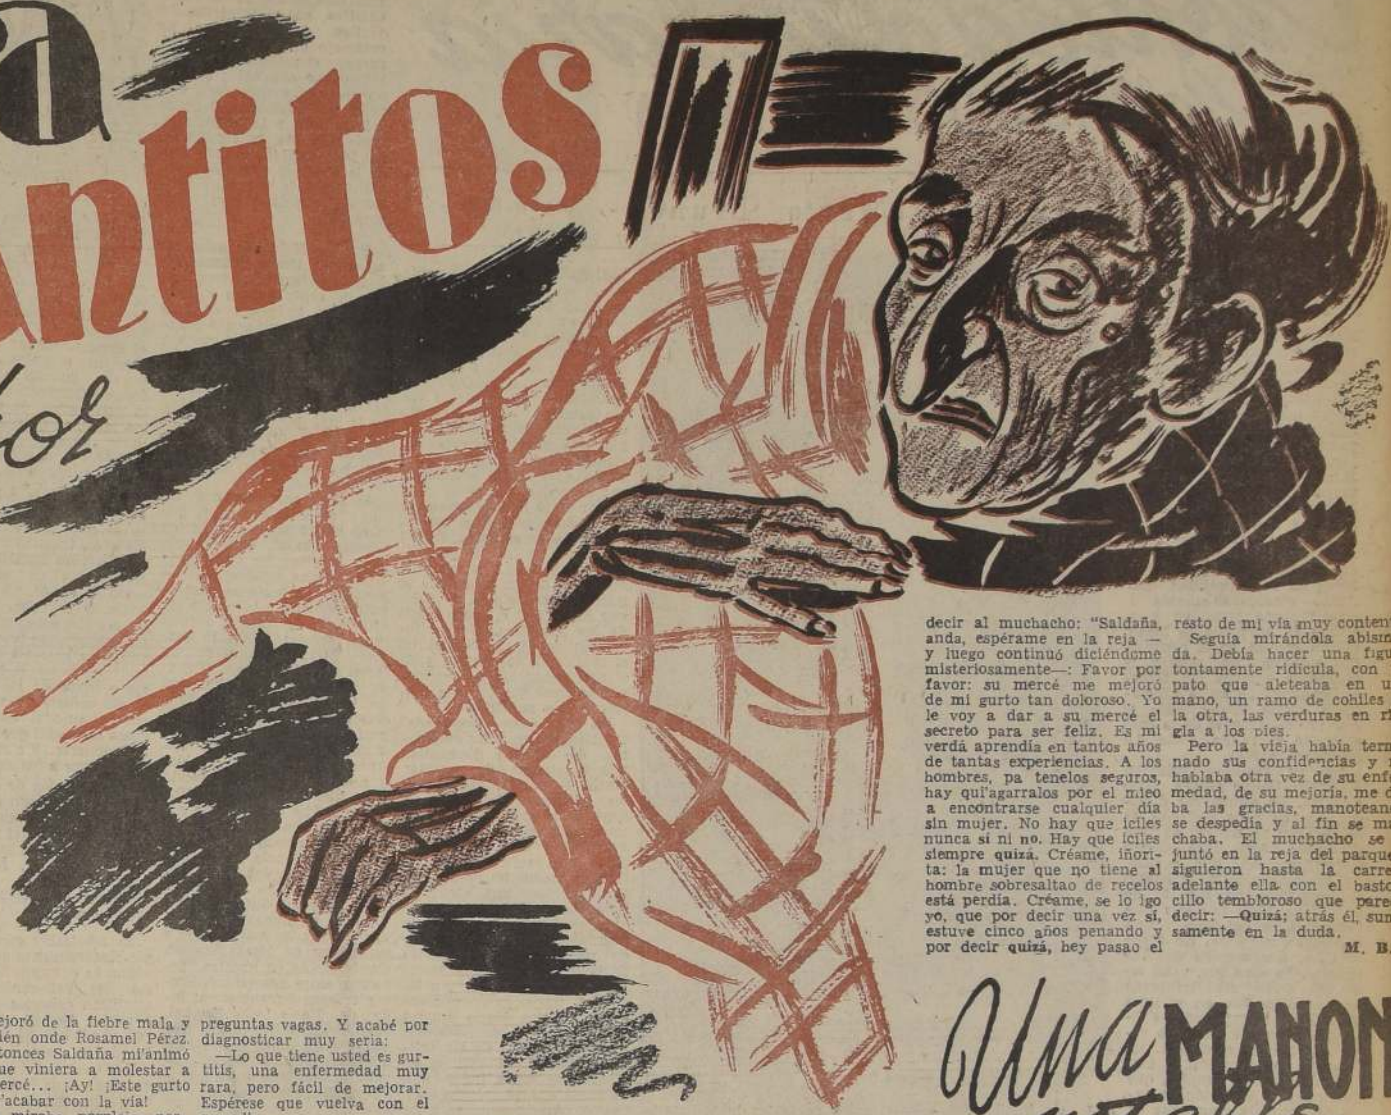 a
antitos
por
ejoró de la fiebre mala y
ién onde Rosamel Pérez.
tonces Saldaña mi'animó
ue viniera a molestar a
ercé... ¡Ay! ¡Este gurto
'acabar con la vía!
preguntas vagas. Y acabé por
diagnosticar muy seria:
—Lo que tiene usted es gur-
titis, una enfermedad muy
rara, pero fácil de mejorar.
Espérese que vuelva con el
decir al muchacho: "Saldaña,
anda, espérame en la reja —
y luego continuó diciéndome
misteriosamente—: Favor por
favor: su mercé me mejoró
de mi gurto tan doloroso. Yo
le voy a dar a su mercé el
secreto para ser feliz. Es mi
verdá aprendía en tantos años
de tantas experiencias. A los
hombres, pa tenelos seguros,
hay qui'agarralos por el mieo
a encontrarse cualquier día
sin mujer. No hay que iciles
nunca sí ni no. Hay que iciles
siempre quizá. Créame, iñori-
ta: la mujer que no tiene al
hombre sobresaltao de recelos
está perdía. Créame, se lo igo
yo, que por decir una vez sí,
estuve cinco años penando y
por decir quizá, hey pasao el
resto de mi vía muy conten
Seguía mirándola abism
da. Debía hacer una figu
tontamente ridícula, con
pato que aleteaba en u
mano, un ramo de cohiles
la otra, las verduras en ri
gla a los pies.
Pero la vieja había term
nado sus confidencias y
hablaba otra vez de su enfe
medad, de su mejoría, me d
ba las gracias, manotean
se despedía y al fin se ma
chaba. El muchacho se
juntó en la reja del parque
siguieron hasta la carre
adelante ella con el basto
cillo tembloroso que pare
decir: —Quizá; atrás él, sum
samente en la duda.
M. B.
Una MANON